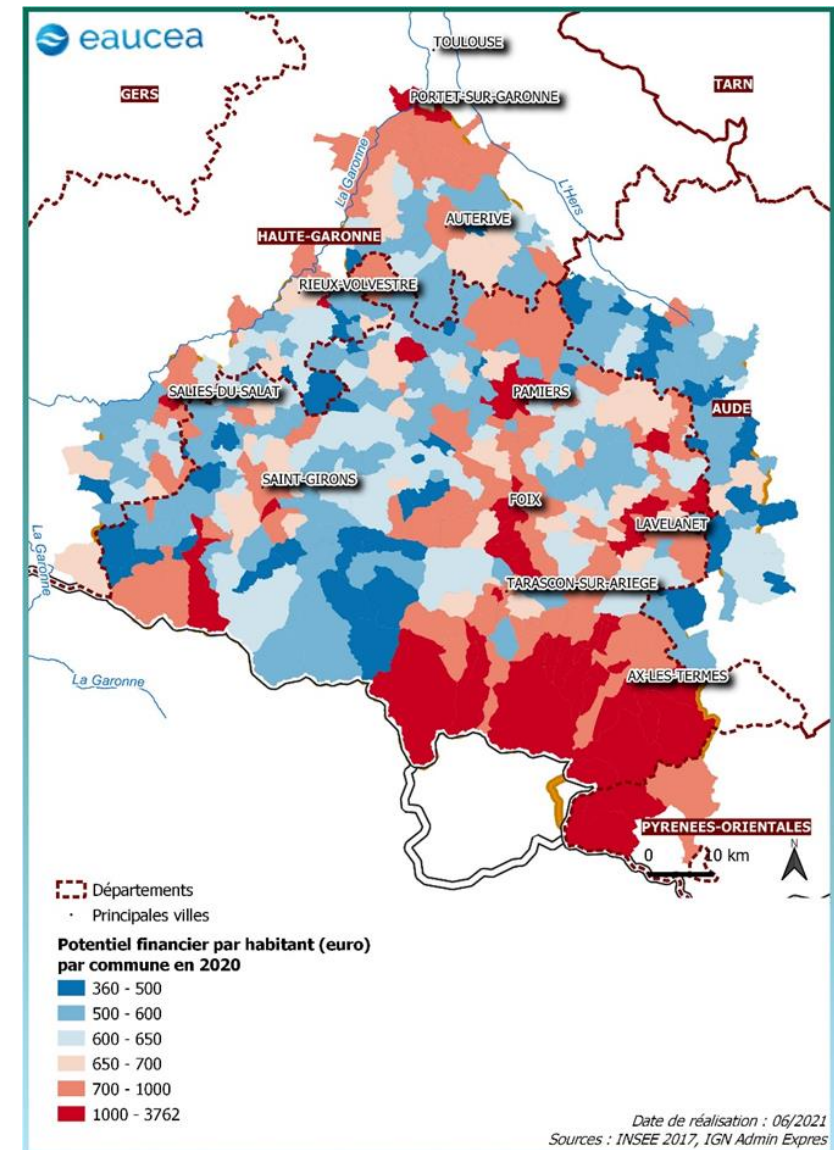 eaucea
TOULOUSE
GERS
TARN
PORTET-SUR-GARONNE
La Garonne
L'Hers
AUTERIVE
HAUTE-GARONNE
RIEUX-VOLVESTRE
SALIES-DU-SALAT
PAMIERS
AUDE
SAINT-GIRONS
FOIX
LAVELANET
La Garonne
TARASCON-SUR-ARIEGE
La Garonne
AX-LES-TERMES
PYRENEES-ORIENTALES
0 10 km
N
Départements
Principales villes
Potentiel financier par habitant (euro)
par commune en 2020
360 - 500
500 - 600
600 - 650
650 - 700
700 - 1000
1000 - 3762
Date de réalisation : 06/2021
Sources : INSEE 2017, IGN Admin Expres